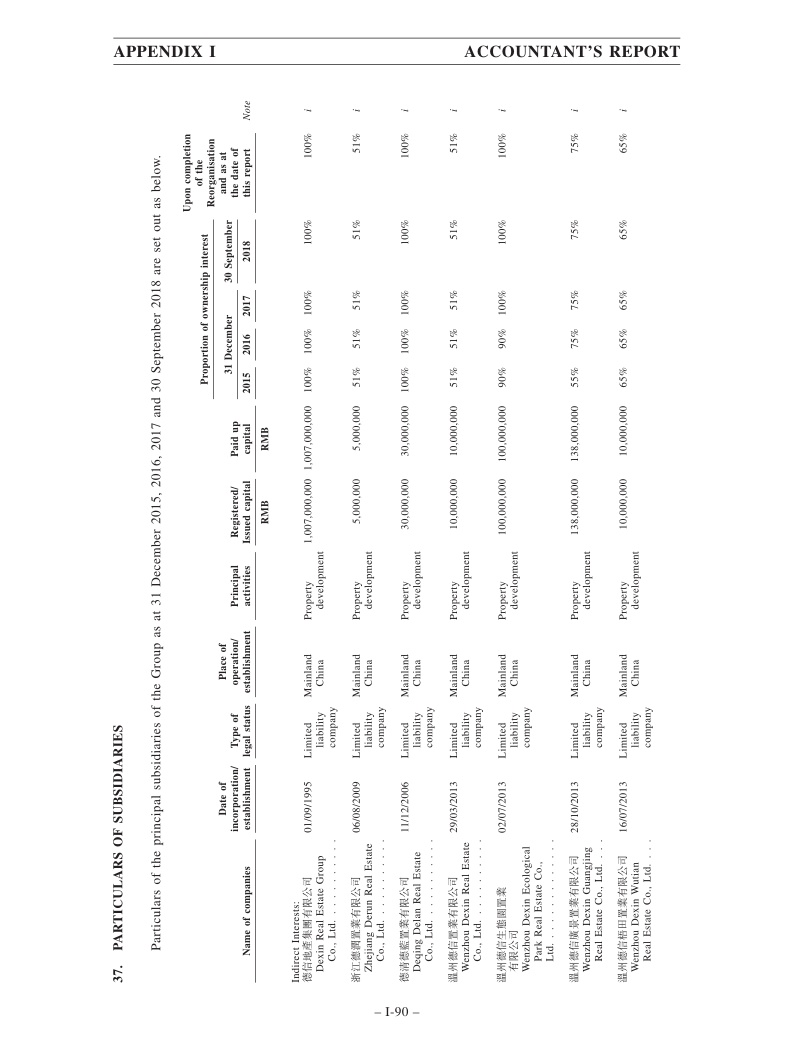 APPENDIX I
ACCOUNTANT’S REPORT
37. PARTICULARS OF SUBSIDIARIES
Particulars of the principal subsidiaries of the Group as at 31 December 2015, 2016, 2017 and 30 September 2018 are set out as below.
Name of companies
Date of
incorporation/
establishment
Type of
legal status
Place of
operation/
establishment
Principal
activities
Registered/
Issued capital
RMB
Paid up
capital
RMB
Proportion of ownership interest
31 December
2015 2016 2017
30 September
2018
Upon completion
of the
Reorganisation
and as at
the date of
this report
Note
Indirect Interests:
德信地產集團有限公司
Dexin Real Estate Group
Co., Ltd. . . . . . . . . . . .
01/09/1995
Limited
liability
company
Mainland
China
Property
development
1,007,000,000 1,007,000,000 100% 100% 100% 100% 100% i
浙江德潤置業有限公司
Zhejiang Derun Real Estate
Co., Ltd. . . . . . . . . . . .
06/08/2009
Limited
liability
company
Mainland
China
Property
development
5,000,000 5,000,000 51% 51% 51% 51% 51% i
德清德藍置業有限公司
Deqing Delan Real Estate
Co., Ltd. . . . . . . . . . . .
11/12/2006
Limited
liability
company
Mainland
China
Property
development
30,000,000 30,000,000 100% 100% 100% 100% 100% i
溫州德信置業有限公司
Wenzhou Dexin Real Estate
Co., Ltd. . . . . . . . . . . .
29/03/2013
Limited
liability
company
Mainland
China
Property
development
10,000,000 10,000,000 51% 51% 51% 51% 51% i
溫州德信生態園置業
有限公司
Wenzhou Dexin Ecological
Park Real Estate Co.,
Ltd. . . . . . . . . . . . . . .
02/07/2013
Limited
liability
company
Mainland
China
Property
development
100,000,000 100,000,000 90% 90% 100% 100% 100% i
溫州德信廣景置業有限公司
Wenzhou Dexin Guangjing
Real Estate Co., Ltd. . . .
28/10/2013
Limited
liability
company
Mainland
China
Property
development
138,000,000 138,000,000 55% 75% 75% 75% 75% i
溫州德信梧田置業有限公司
Wenzhou Dexin Wutian
Real Estate Co., Ltd. . . .
16/07/2013
Limited
liability
company
Mainland
China
Property
development
10,000,000 10,000,000 65% 65% 65% 65% 65% i
– I-90 –